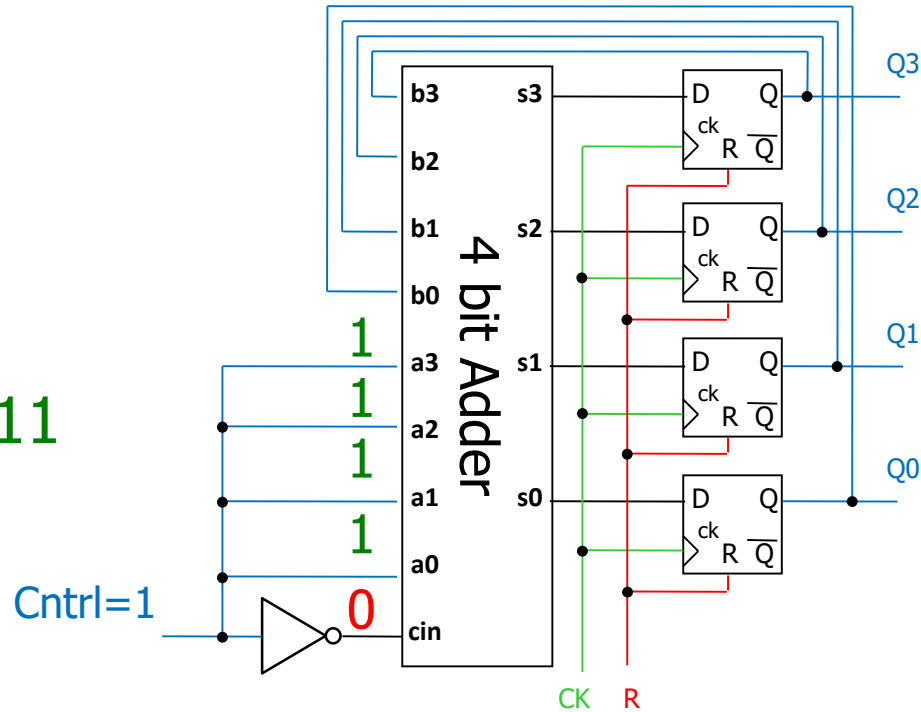 Q3
b3 s3 D Q
ck
R Q
b2
Q2
b1 s2 D Q
ck
R Q
b0
4 bit Adder
1
Q1
a3 s1 D Q
1
ck
R Q
11
a2
1
Q0
a1 s0 D Q
1
ck
R Q
a0
Cntrl=1
0
cin
CK R